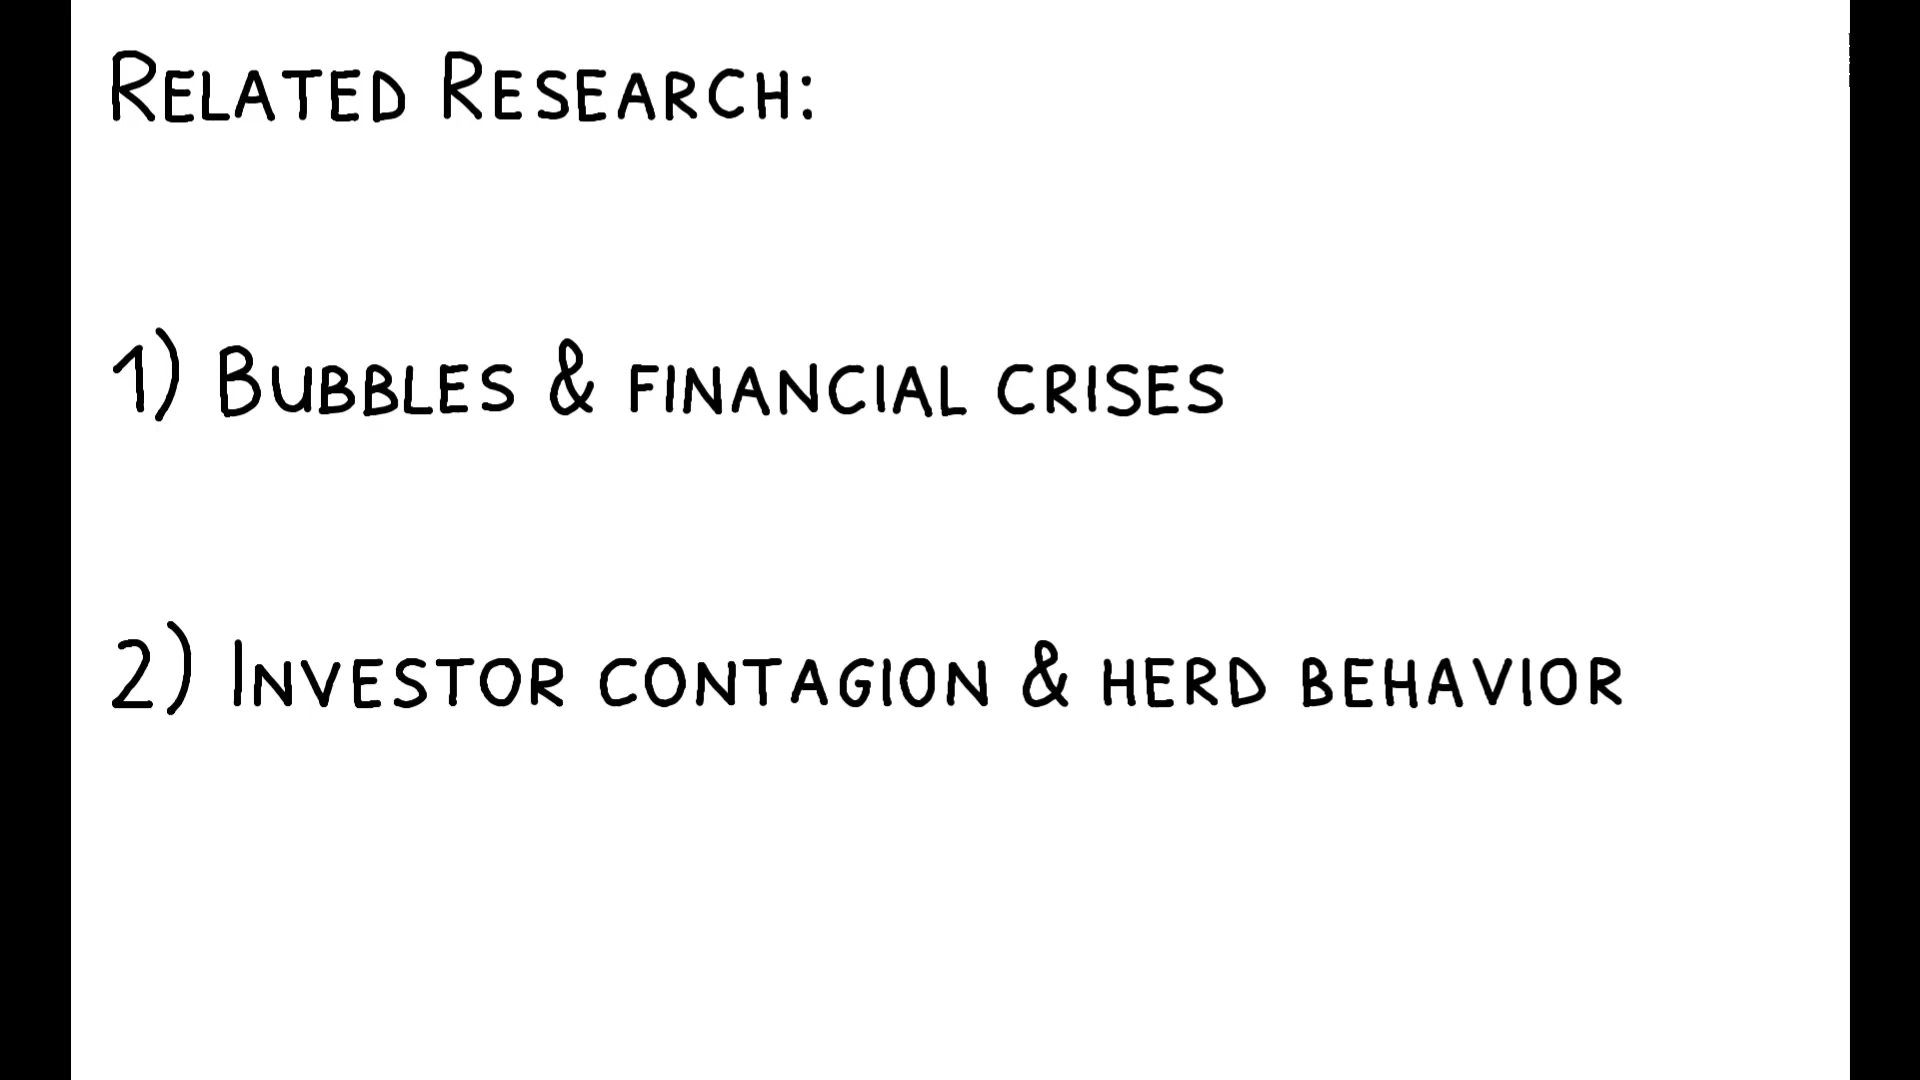 Related Research:
1) Bubbles & financial crises
2) Investor contagion & herd behavior